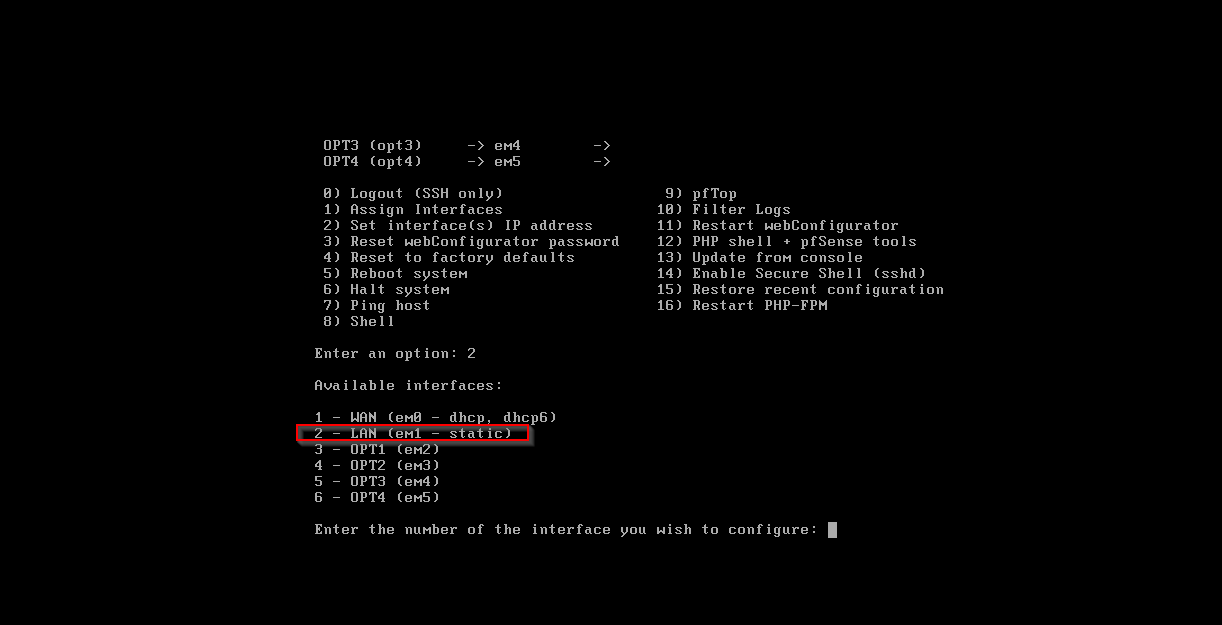 OPT3 (opt3) -> em4 ->
OPT4 (opt4) -> em5 ->
0) Logout (SSH only) 9) pfTop
1) Assign Interfaces 10) Filter Logs
2) Set interface(s) IP address 11) Restart webConfigurator
3) Reset webConfigurator password 12) PHP shell + pfSense tools
4) Reset to factory defaults 13) Update from console
5) Reboot system 14) Enable Secure Shell (sshd)
6) Halt system 15) Restore recent configuration
7) Ping host 16) Restart PHP-FPM
8) Shell
Enter an option: 2
Available interfaces:
1 - WAN (em0 - dhcp, dhcp6)
2 - LAN (em1 - static)
3 - OPT1 (em2)
4 - OPT2 (em3)
5 - OPT3 (em4)
6 - OPT4 (em5)
Enter the number of the interface you wish to configure: